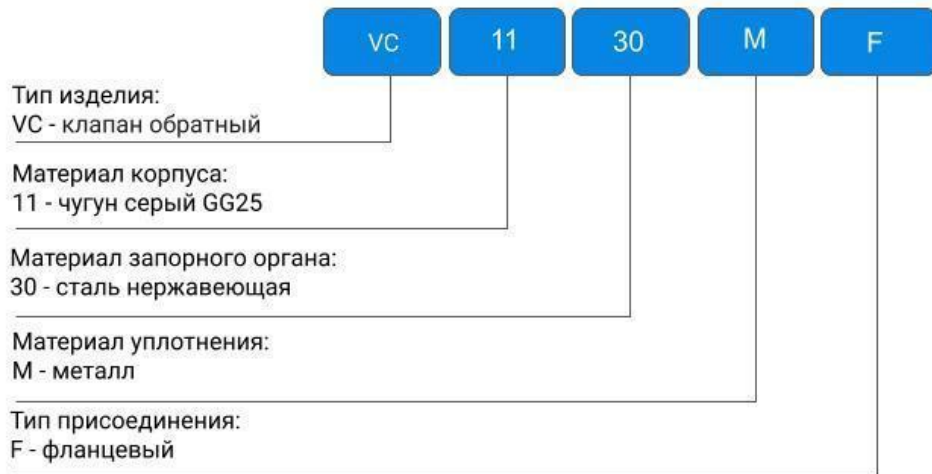 VC 11 30 M F
Тип изделия:
VC - клапан обратный
Материал корпуса:
11 - чугун серый GG25
Материал запорного органа:
30 - сталь нержавеющая
Материал уплотнения:
М - металл
Тип присоединения:
F - фланцевый